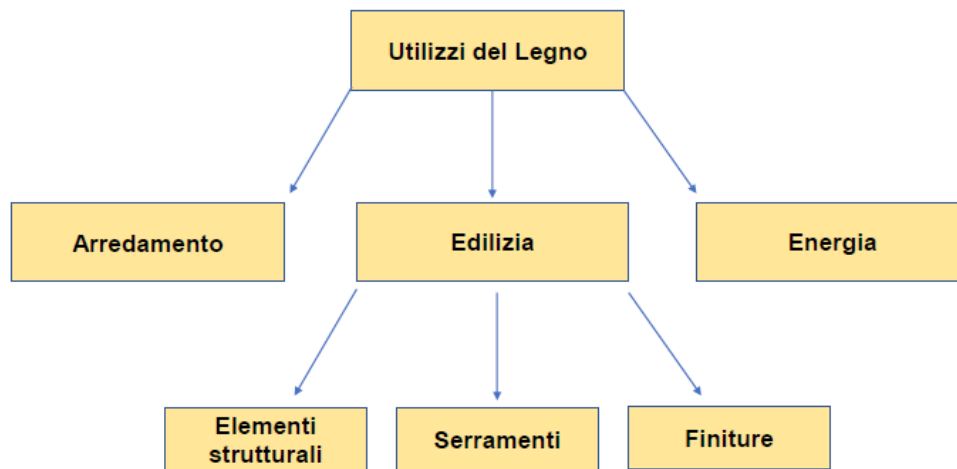 Utilizzi del Legno
Arredamento
Edilizia
Energia
Elementi
strutturali
Serramenti
Finiture